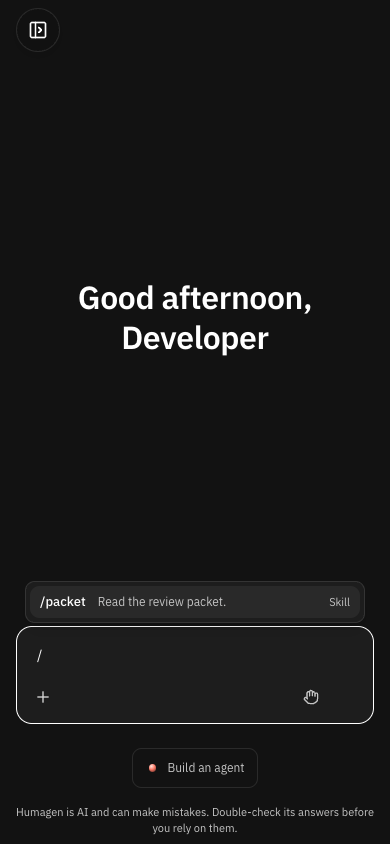 Good afternoon,
Developer
/packet Read the review packet. Skill
/
Build an agent
Humagen is AI and can make mistakes. Double-check its answers before
you rely on them.